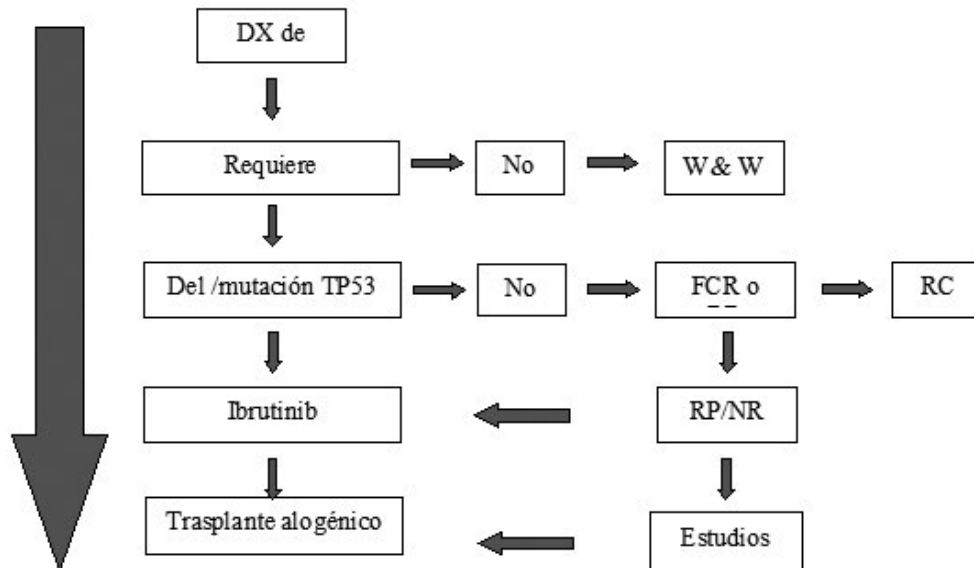 DX de
Requiere
No
W & W
Del /mutación TP53
No
FCR o
RC
Ibrutinib
RP/NR
Trasplante alogénico
Estudios